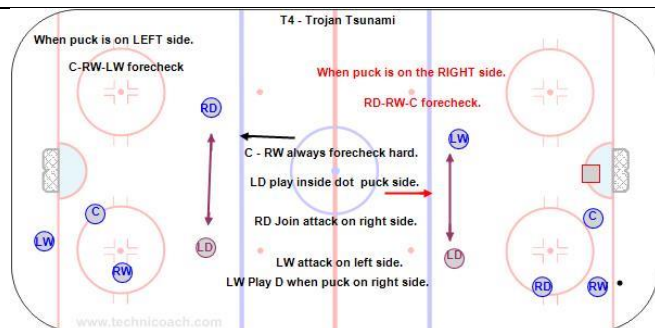 T4 - Trojan Tsunami
When puck is on LEFT side.
C-RW-LW forecheck
When puck is on the RIGHT side.
RD-RW-C forecheck.
RD
LW
C - RW always forecheck hard.
LD play inside dot puck side.
RD Join attack on right side.
LW attack on left side.
LW Play D when puck on right side.
C
LW
LD
RW
LD
C
RD
RW
www.technicoach.com